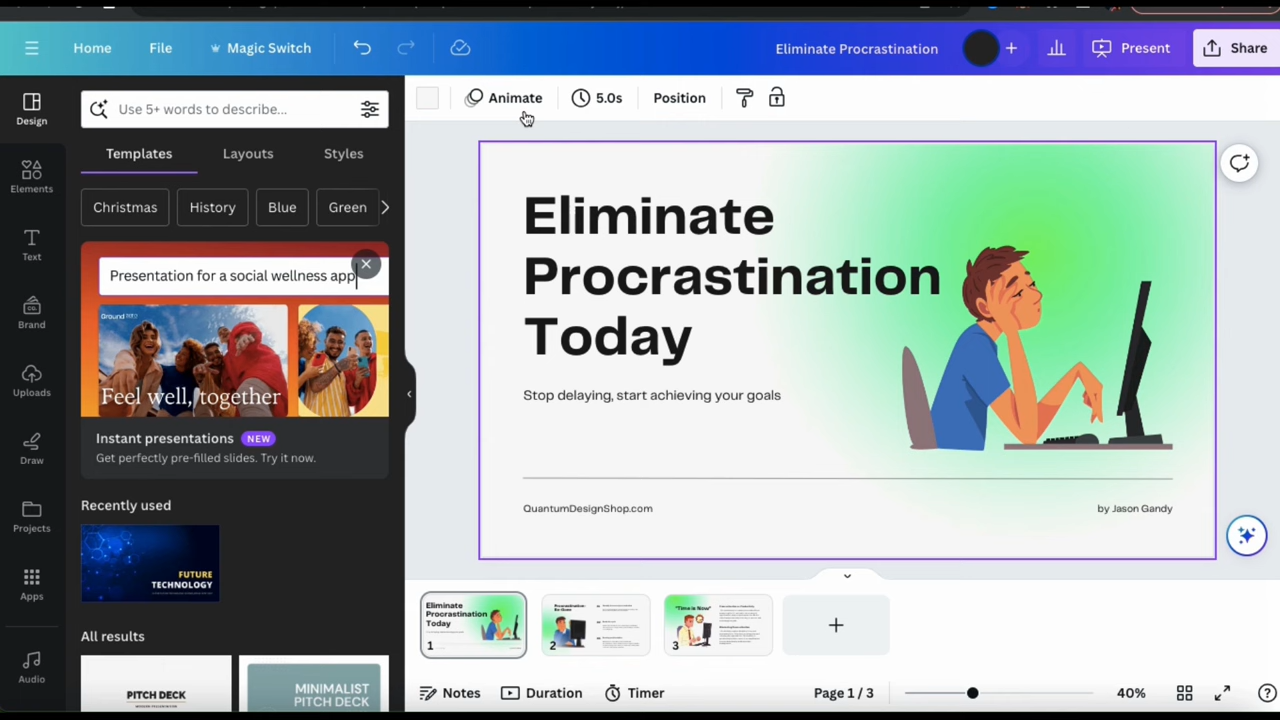 Home
File
Magic Switch
Eliminate Procrastination
Present
Share
Design
Elements
Text
Brand
Uploads
Draw
Projects
Apps
Audio
Use 5+ words to describe...
Templates
Layouts
Styles
Christmas
History
Blue
Green
Presentation for a social wellness app
Feel well, together
Instant presentations NEW
Get perfectly pre-filled slides. Try it now.
Recently used
FUTURE
TECHNOLOGY
All results
PITCH DECK
MINIMALIST
PITCH DECK
Animate
5.0s
Position
Eliminate
Procrastination
Today
Stop delaying, start achieving your goals
QuantumDesignShop.com
by Jason Gandy
Eliminate
Procrastination
Today
1
2
"Time is Now"
3
Notes
Duration
Timer
Page 1 / 3
40%